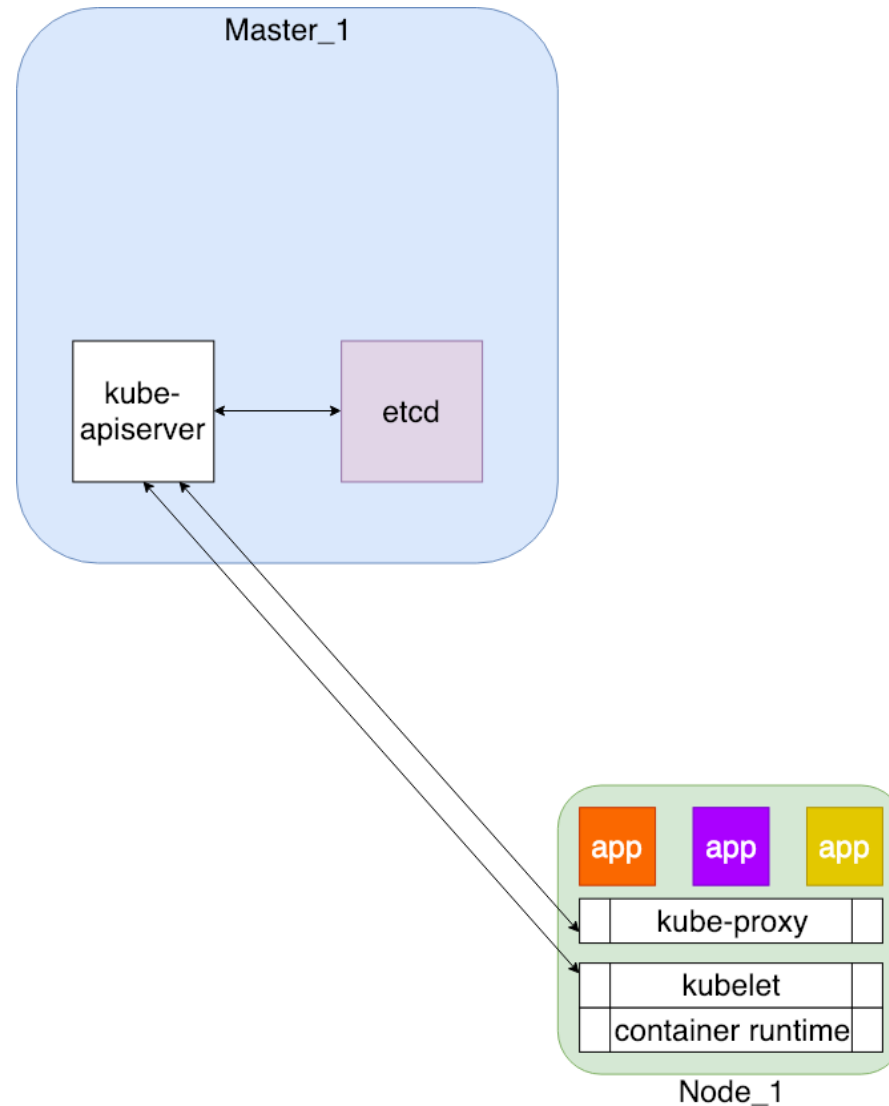 Master_1
kube-
apiserver
etcd
app app app
kube-proxy
kubelet
container runtime
Node_1